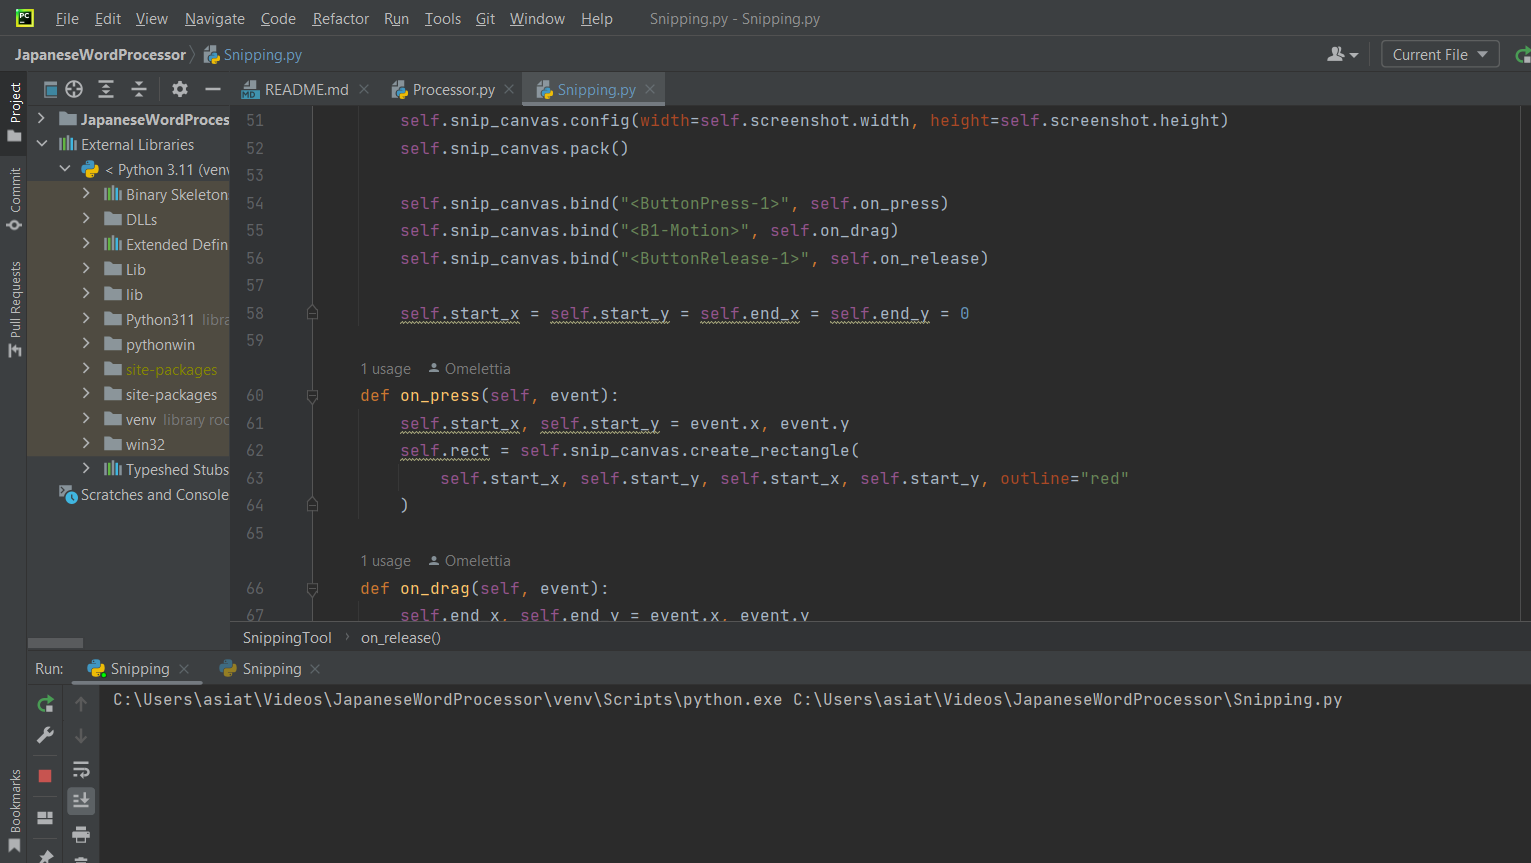 PC
File Edit View Navigate Code Refactor Run Tools Git Window Help Snipping.py - Snipping.py
JapaneseWordProcessor Snipping.py Current File
Project
Commit
Pull Requests
Bookmarks
MD README.md Processor.py Snipping.py
JapaneseWordProces
External Libraries
< Python 3.11 (venv
Binary Skeleton
DLLs
Extended Defin
Lib
lib
Python311 libra
pythonwin
site-packages
site-packages
venv library roo
win32
Typeshed Stubs
Scratches and Console
51 self.snip_canvas.config(width=self.screenshot.width, height=self.screenshot.height)
52 self.snip_canvas.pack()
53
54 self.snip_canvas.bind("<ButtonPress-1>", self.on_press)
55 self.snip_canvas.bind("<B1-Motion>", self.on_drag)
56 self.snip_canvas.bind("<ButtonRelease-1>", self.on_release)
57
58 self.start_x = self.start_y = self.end_x = self.end_y = 0
59
1 usage Omelettia
60 def on_press(self, event):
61 self.start_x, self.start_y = event.x, event.y
62 self.rect = self.snip_canvas.create_rectangle(
63 self.start_x, self.start_y, self.start_x, self.start_y, outline="red"
64 )
65
1 usage Omelettia
66 def on_drag(self, event):
67 self.end_x, self.end_y = event.x, event.y
SnippingTool › on_release()
Run: Snipping Snipping
C:\Users\asiat\Videos\JapaneseWordProcessor\venv\Scripts\python.exe C:\Users\asiat\Videos\JapaneseWordProcessor\Snipping.py